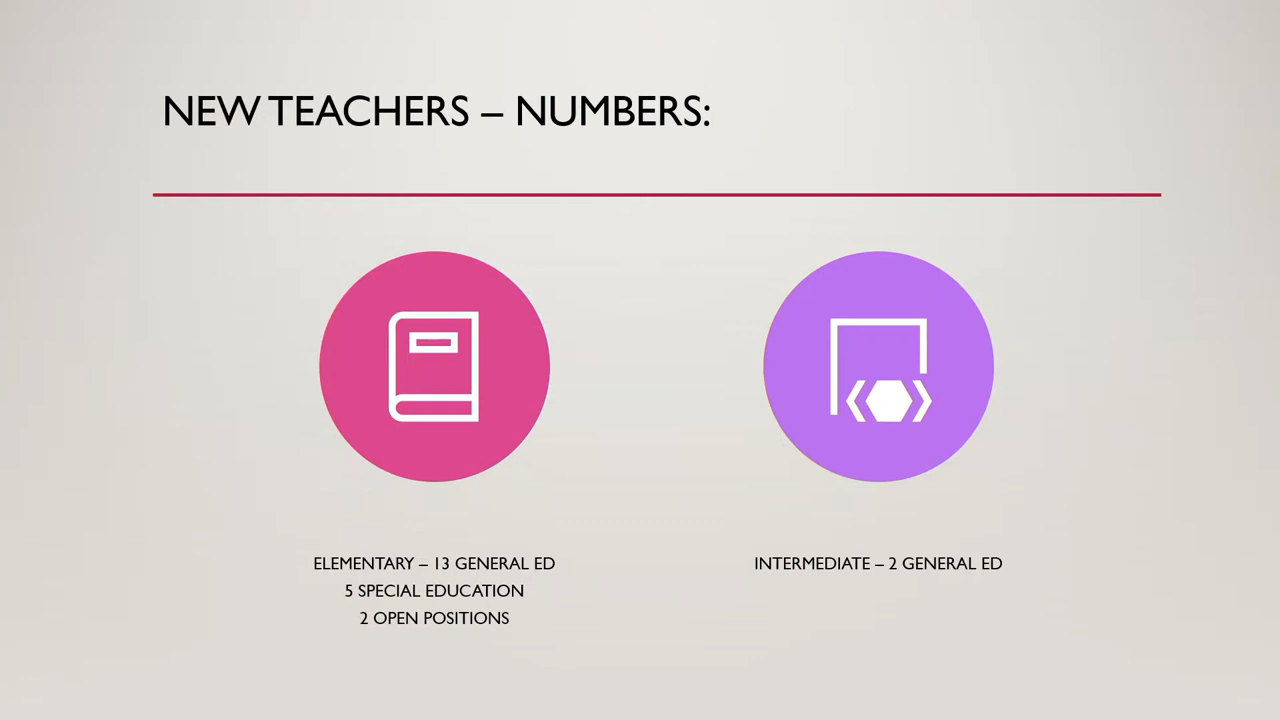 NEW TEACHERS – NUMBERS:
ELEMENTARY – 13 GENERAL ED
5 SPECIAL EDUCATION
2 OPEN POSITIONS
INTERMEDIATE – 2 GENERAL ED